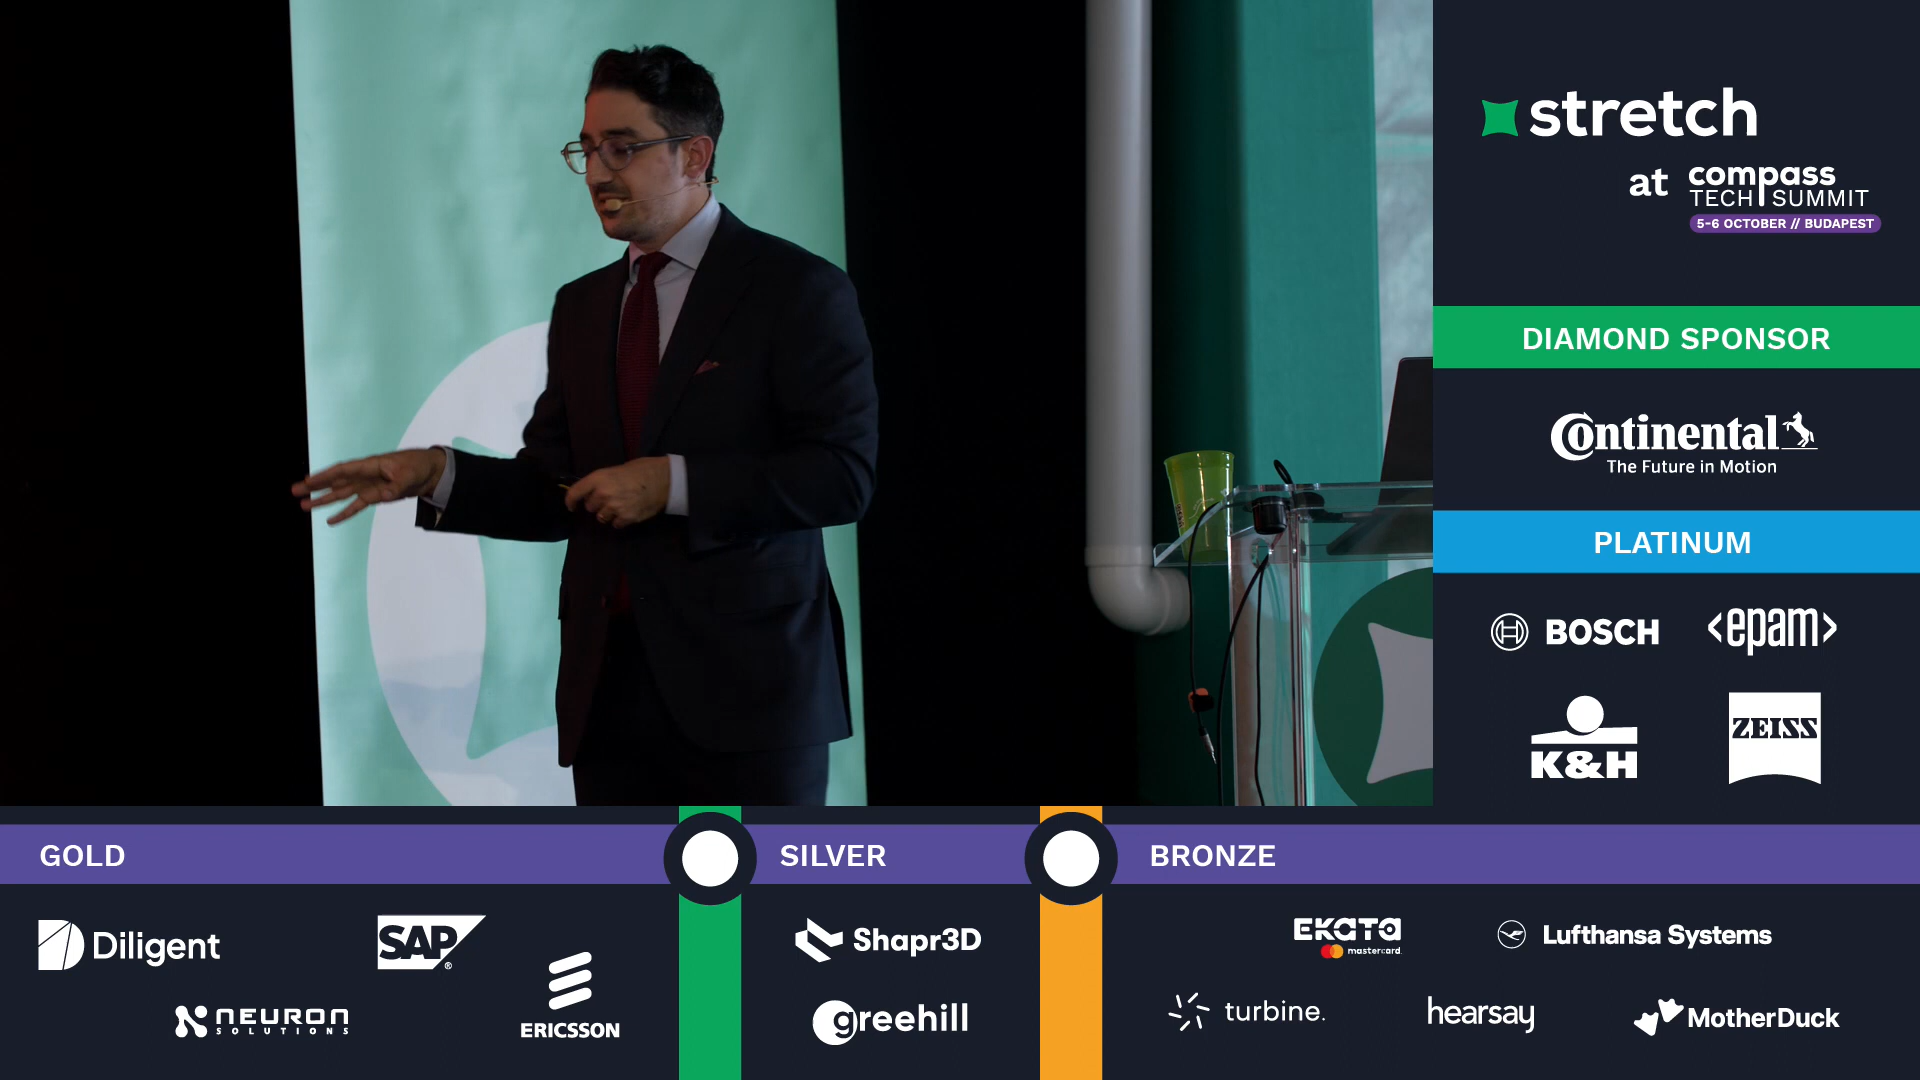 stretch
at compass
TECH SUMMIT
5-6 OCTOBER // BUDAPEST
DIAMOND SPONSOR
Continental
The Future in Motion
PLATINUM
BOSCH
<epam>
K&H
ZEISS
GOLD
SILVER
BRONZE
Diligent
SAP®
NEURON
SOLUTIONS
ERICSSON
Shapr3D
greehill
EKATA
mastercard.
Lufthansa Systems
turbine.
hearsay
MotherDuck